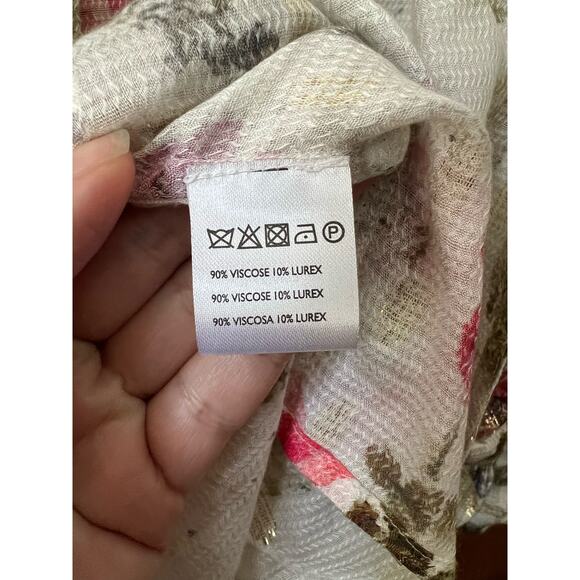 P
90% VISCOSE 10% LUREX
90% VISCOSE 10% LUREX
90% VISCOSA 10% LUREX